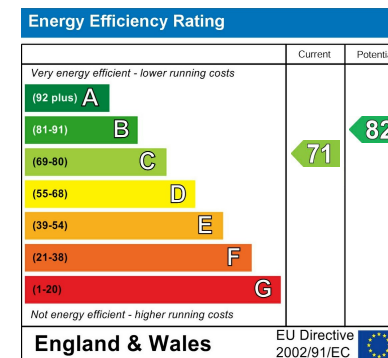 Energy Efficiency Rating
Current Potenti
Very energy efficient - lower running costs
(92 plus) A
(81-91) B 82
(69-80) C 71
(55-68) D
(39-54) E
(21-38) F
(1-20) G
Not energy efficient - higher running costs
England & Wales
EU Directive
2002/91/EC